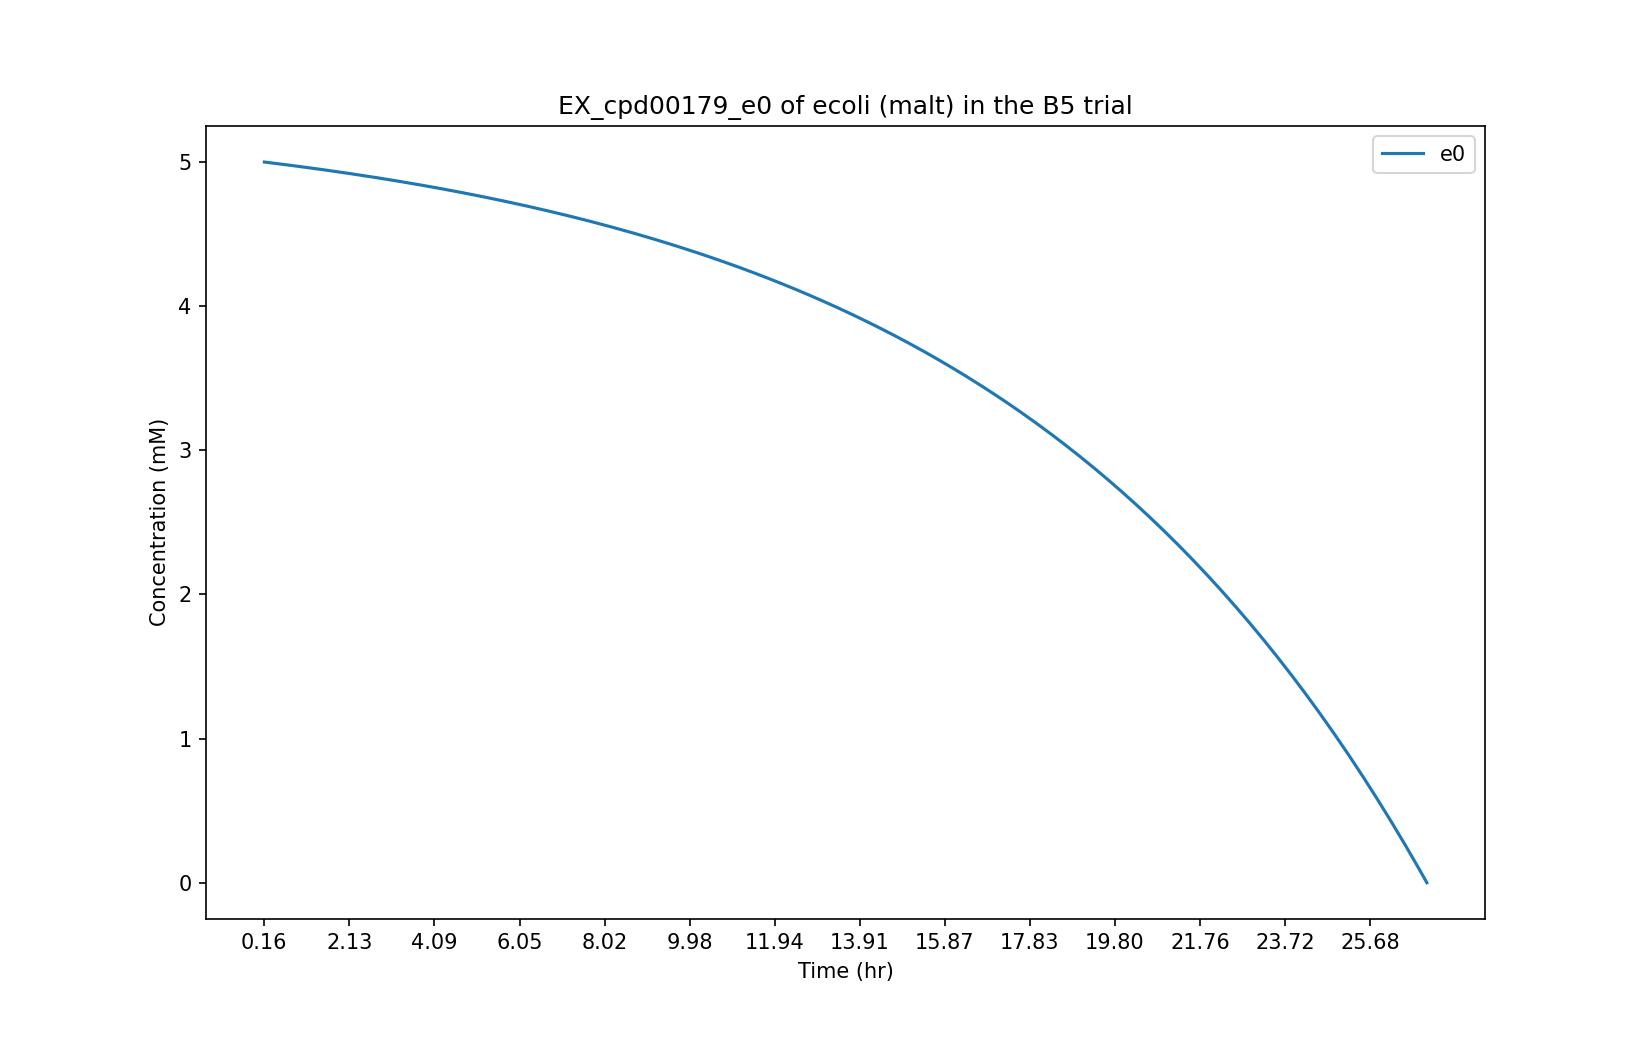 EX_cpd00179_e0 of ecoli (malt) in the B5 trial
e0
Concentration (mM)
5
4
3
2
1
0
0.16 2.13 4.09 6.05 8.02 9.98 11.94 13.91 15.87 17.83 19.80 21.76 23.72 25.68
Time (hr)